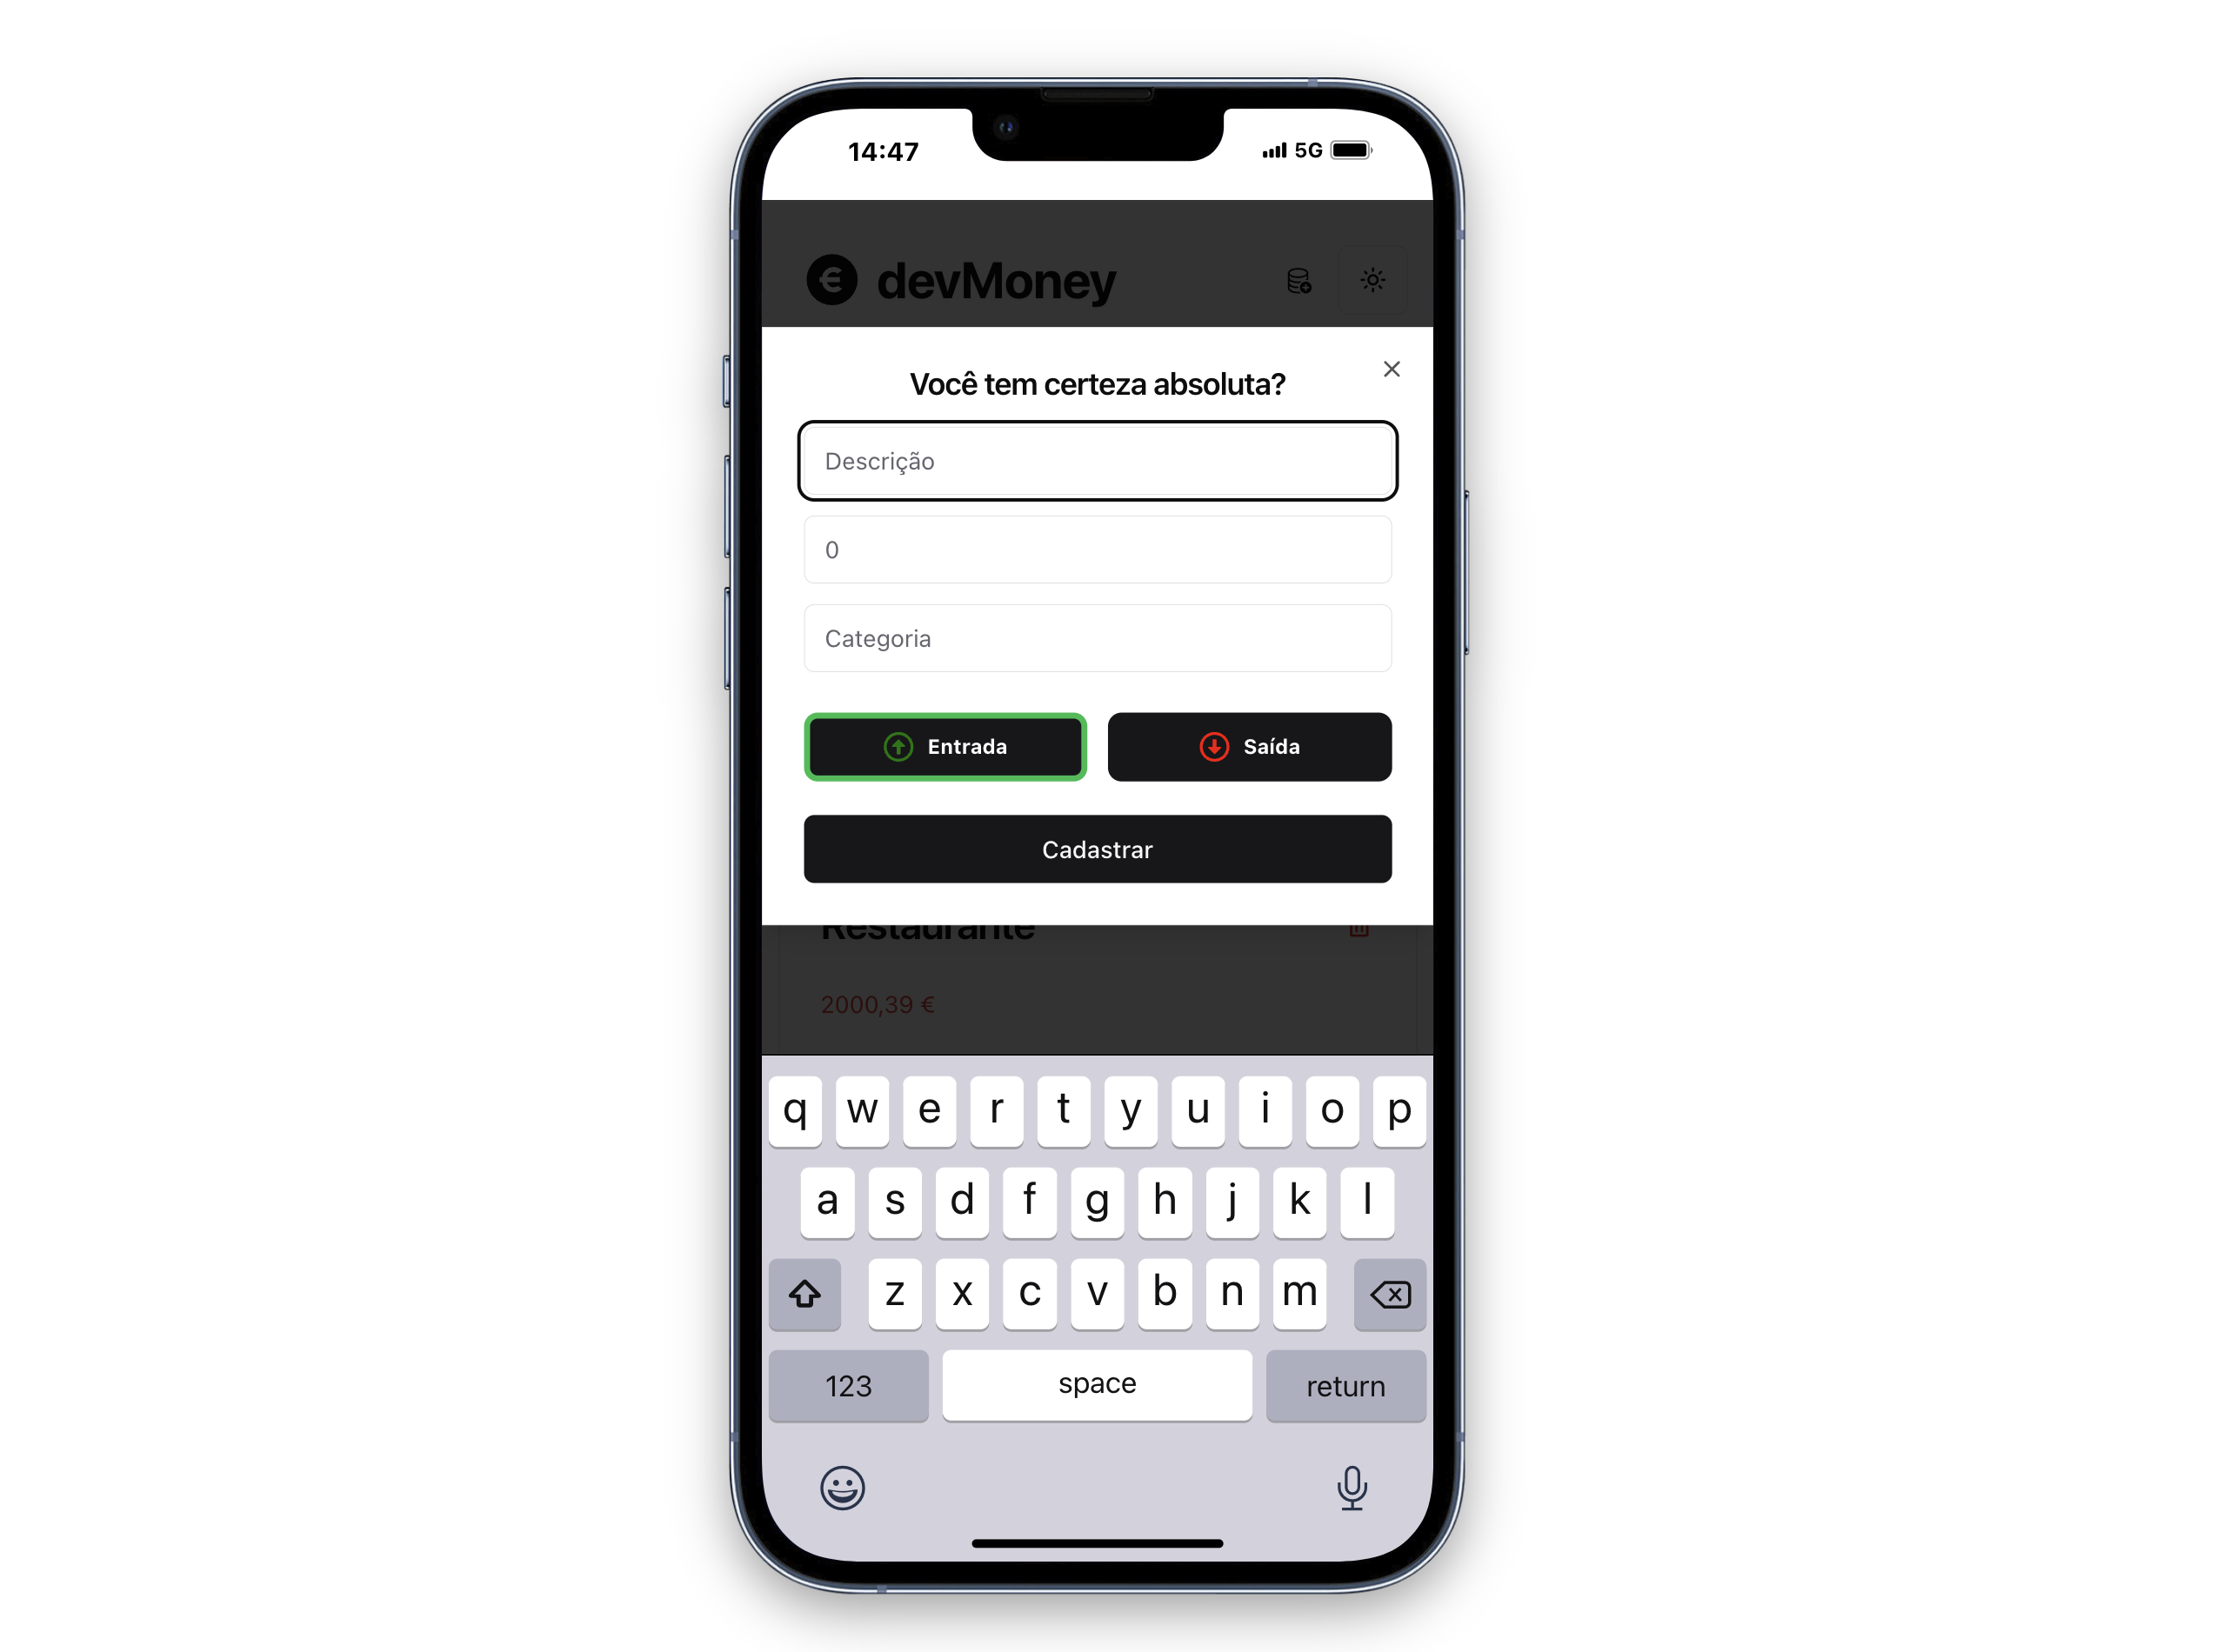 14:47 5G
€ devMoney
Você tem certeza absoluta?
Descrição
0
Categoria
Entrada Saída
Cadastrar
Restaurante
2000,39 €
q w e r t y u i o p
a s d f g h j k l
z x c v b n m
123 space return